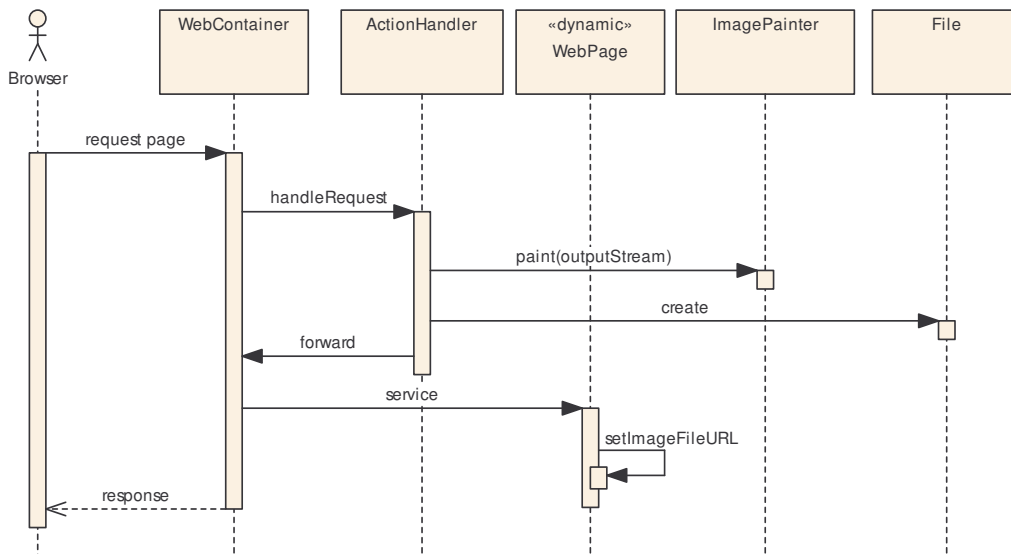 Browser
WebContainer
ActionHandler
«dynamic»
WebPage
ImagePainter
File
request page
handleRequest
paint(outputStream)
create
forward
service
setImageFileURL
response